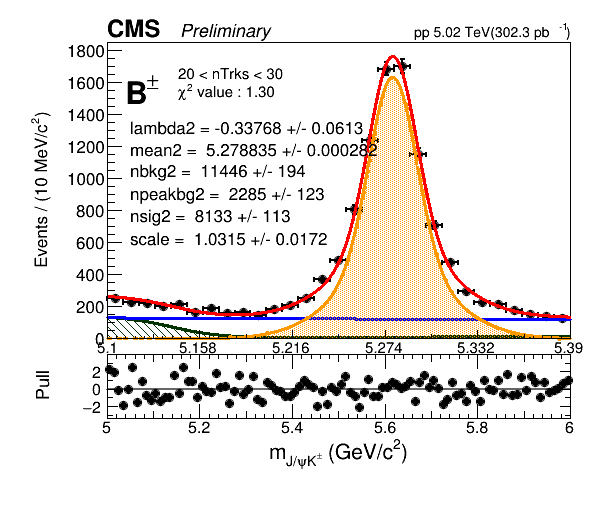 CMS Preliminary pp 5.02 TeV(302.3 pb⁻¹)
1800
1600
1400
1200
1000
800
600
400
200
0
Events / (10 MeV/c²)
B± 20 < nTrks < 30
χ² value : 1.30
lambda2 = -0.33768 +/- 0.0613
mean2 = 5.278835 +/- 0.000282
nbkg2 = 11446 +/- 194
npeakbg2 = 2285 +/- 123
nsig2 = 8133 +/- 113
scale = 1.0315 +/- 0.0172
5.1 5.158 5.216 5.274 5.332 5.39
Pull
2
0
−2
5 5.2 5.4 5.6 5.8 6
m J/ψK± (GeV/c²)